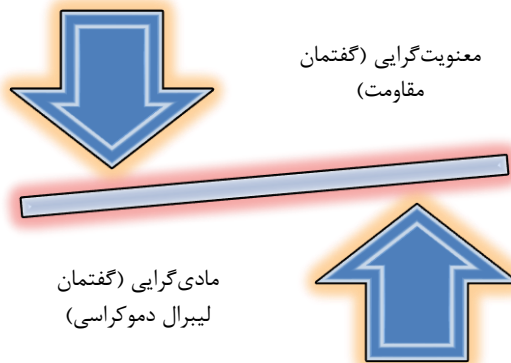 معنویت‌گرایی (گفتمان
مقاومت)
مادی‌گرایی (گفتمان
لیبرال دموکراسی)